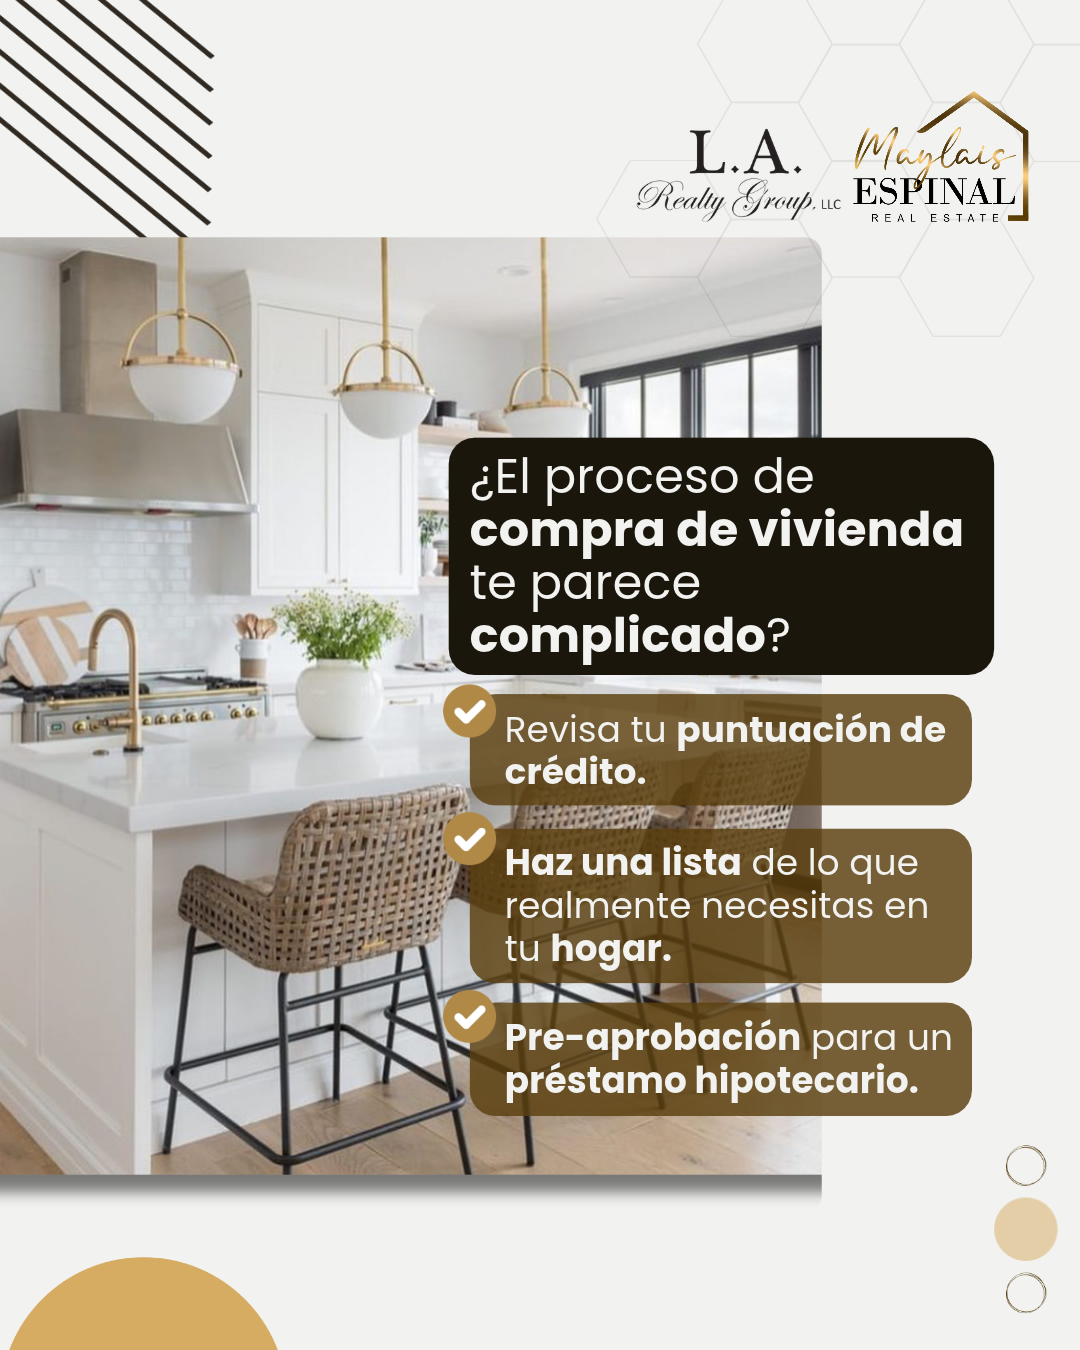 L.A.
Realty Group, LLC
Maylais
ESPINAL
REAL ESTATE
¿El proceso de
compra de vivienda
te parece
complicado?
Revisa tu puntuación de
crédito.
Haz una lista de lo que
realmente necesitas en
tu hogar.
Pre-aprobación para un
préstamo hipotecario.